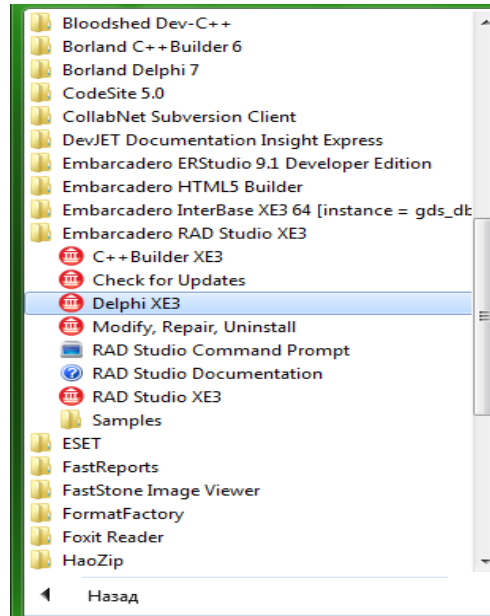 Bloodshed Dev-C++
Borland C++Builder 6
Borland Delphi 7
CodeSite 5.0
CollabNet Subversion Client
DevJET Documentation Insight Express
Embarcadero ERStudio 9.1 Developer Edition
Embarcadero HTML5 Builder
Embarcadero InterBase XE3 64 [instance = gds_db
Embarcadero RAD Studio XE3
C++Builder XE3
Check for Updates
Delphi XE3
Modify, Repair, Uninstall
RAD Studio Command Prompt
RAD Studio Documentation
RAD Studio XE3
Samples
ESET
FastReports
FastStone Image Viewer
FormatFactory
Foxit Reader
HaoZip
Назад